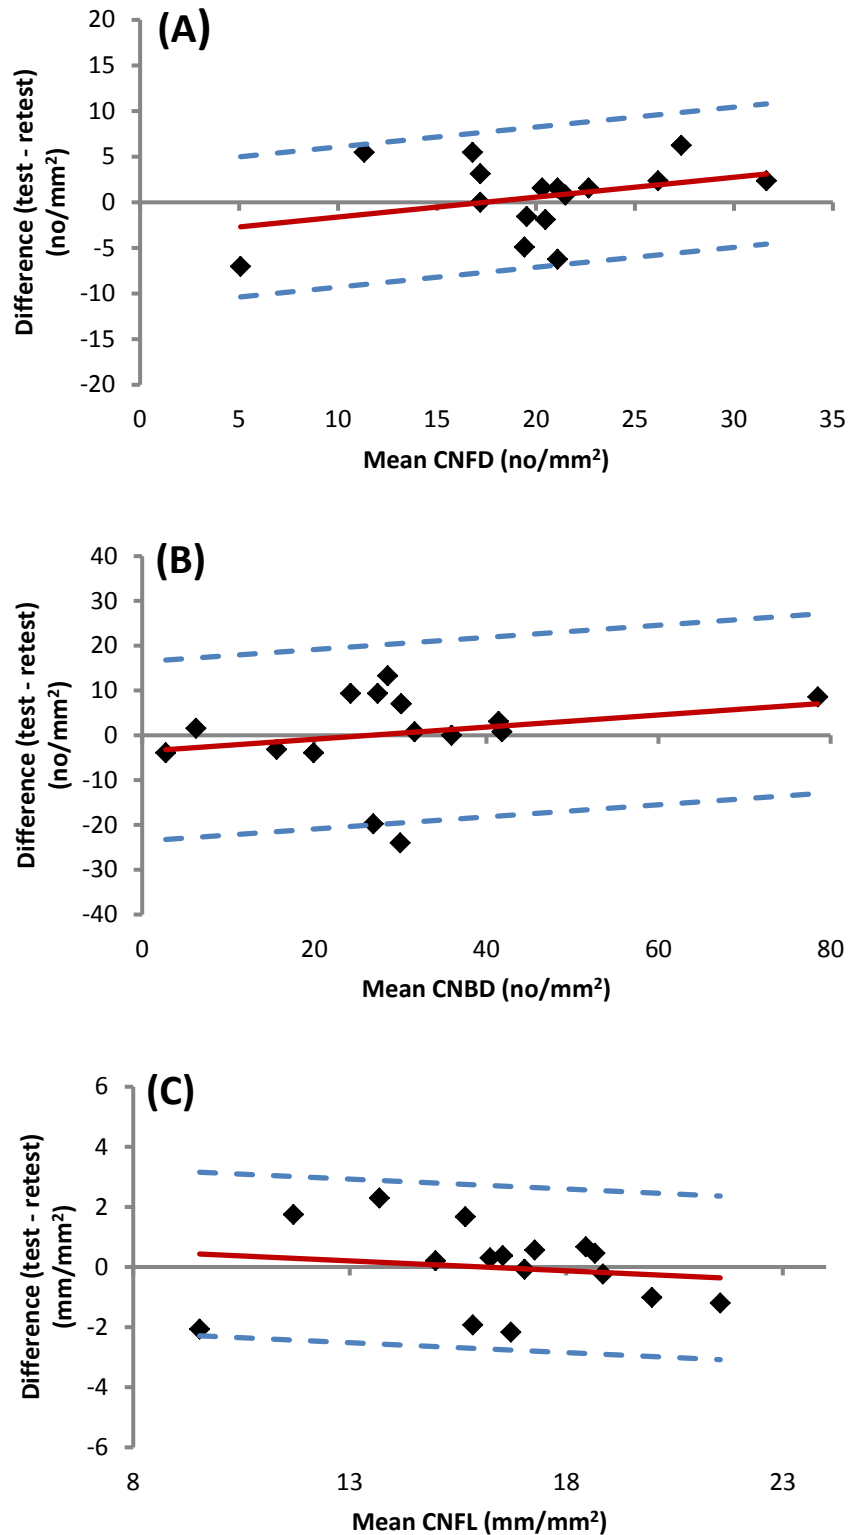 (A)
20
15
10
5
0
-5
-10
-15
-20
Difference (test - retest)
(no/mm²)
0 5 10 15 20 25 30 35
Mean CNFD (no/mm²)
(B)
40
30
20
10
0
-10
-20
-30
-40
Difference (test - retest)
(no/mm²)
0 20 40 60 80
Mean CNBD (no/mm²)
(C)
6
4
2
0
-2
-4
-6
Difference (test - retest)
(mm/mm²)
8 13 18 23
Mean CNFL (mm/mm²)